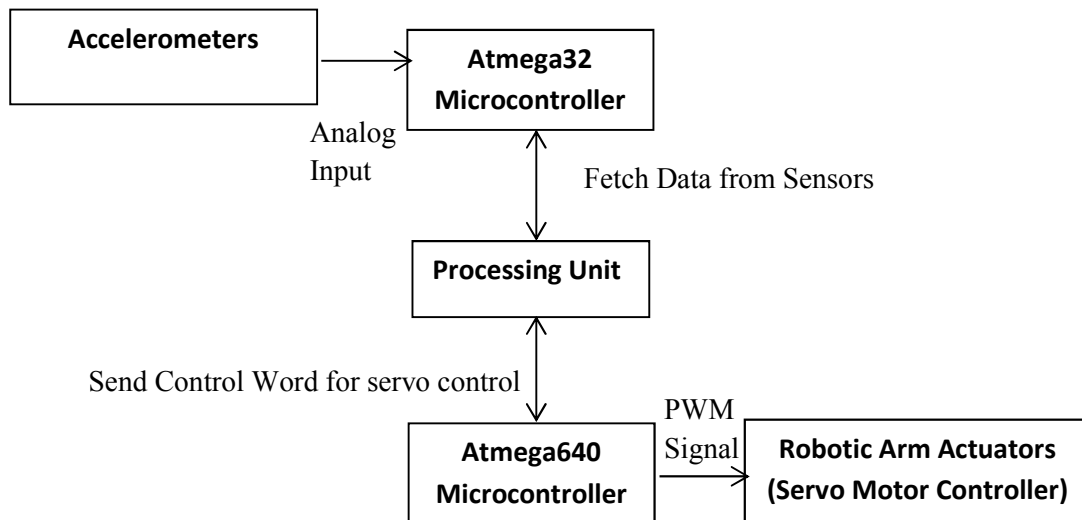 Accelerometers
Atmega32
Microcontroller
Analog
Input
Fetch Data from Sensors
Processing Unit
Send Control Word for servo control
PWM
Signal
Atmega640
Microcontroller
Robotic Arm Actuators
(Servo Motor Controller)